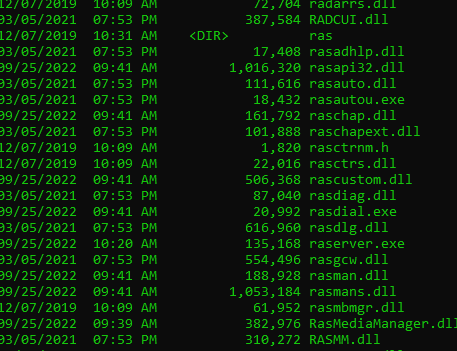 12/07/2019 10:09 AM 72,704 radarrs.dll
03/05/2021 07:53 PM 387,584 RADCUI.dll
12/07/2019 10:31 AM <DIR> ras
03/05/2021 07:53 PM 17,408 rasadhlp.dll
09/25/2022 09:41 AM 1,016,320 rasapi32.dll
03/05/2021 07:53 PM 111,616 rasauto.dll
03/05/2021 07:53 PM 18,432 rasautou.exe
09/25/2022 09:41 AM 161,792 raschap.dll
03/05/2021 07:53 PM 101,888 raschapext.dll
12/07/2019 10:09 AM 1,820 rasctrnm.h
12/07/2019 10:09 AM 22,016 rasctrs.dll
09/25/2022 09:41 AM 506,368 rascustom.dll
03/05/2021 07:53 PM 87,040 rasdiag.dll
09/25/2022 09:41 AM 20,992 rasdial.exe
03/05/2021 07:53 PM 616,960 rasdlg.dll
09/25/2022 10:20 AM 135,168 raserver.exe
03/05/2021 07:53 PM 554,496 rasgcw.dll
09/25/2022 09:41 AM 188,928 rasman.dll
09/25/2022 09:41 AM 1,053,184 rasmans.dll
12/07/2019 10:09 AM 61,952 rasmbmgr.dll
09/25/2022 09:39 AM 382,976 RasMediaManager.dll
03/05/2021 07:53 PM 310,272 RASMM.dll